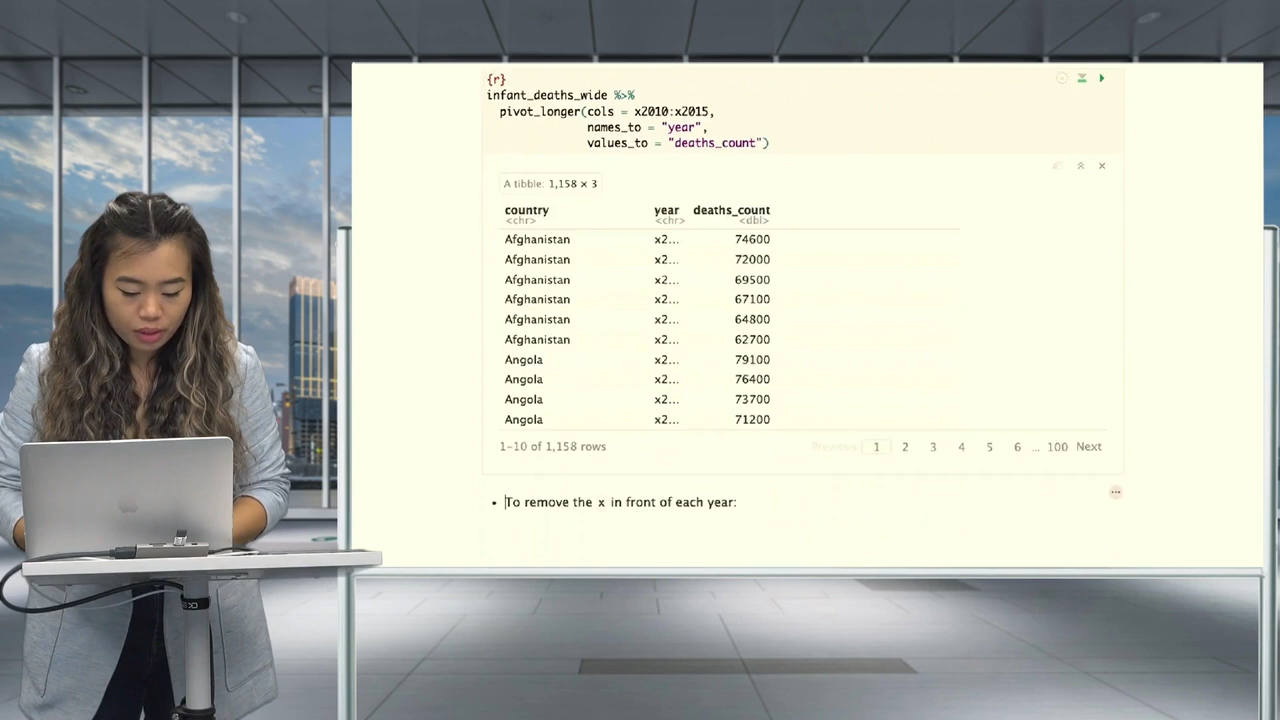 {r}
infant_deaths_wide %>%
pivot_longer(cols = x2010:x2015,
names_to = "year",
values_to = "deaths_count")
A tibble: 1,158 × 3
country year deaths_count
<chr> <chr> <dbl>
Afghanistan x2... 74600
Afghanistan x2... 72000
Afghanistan x2... 69500
Afghanistan x2... 67100
Afghanistan x2... 64800
Afghanistan x2... 62700
Angola x2... 79100
Angola x2... 76400
Angola x2... 73700
Angola x2... 71200
1-10 of 1,158 rows Previous 1 2 3 4 5 6 ... 100 Next
• To remove the x in front of each year: